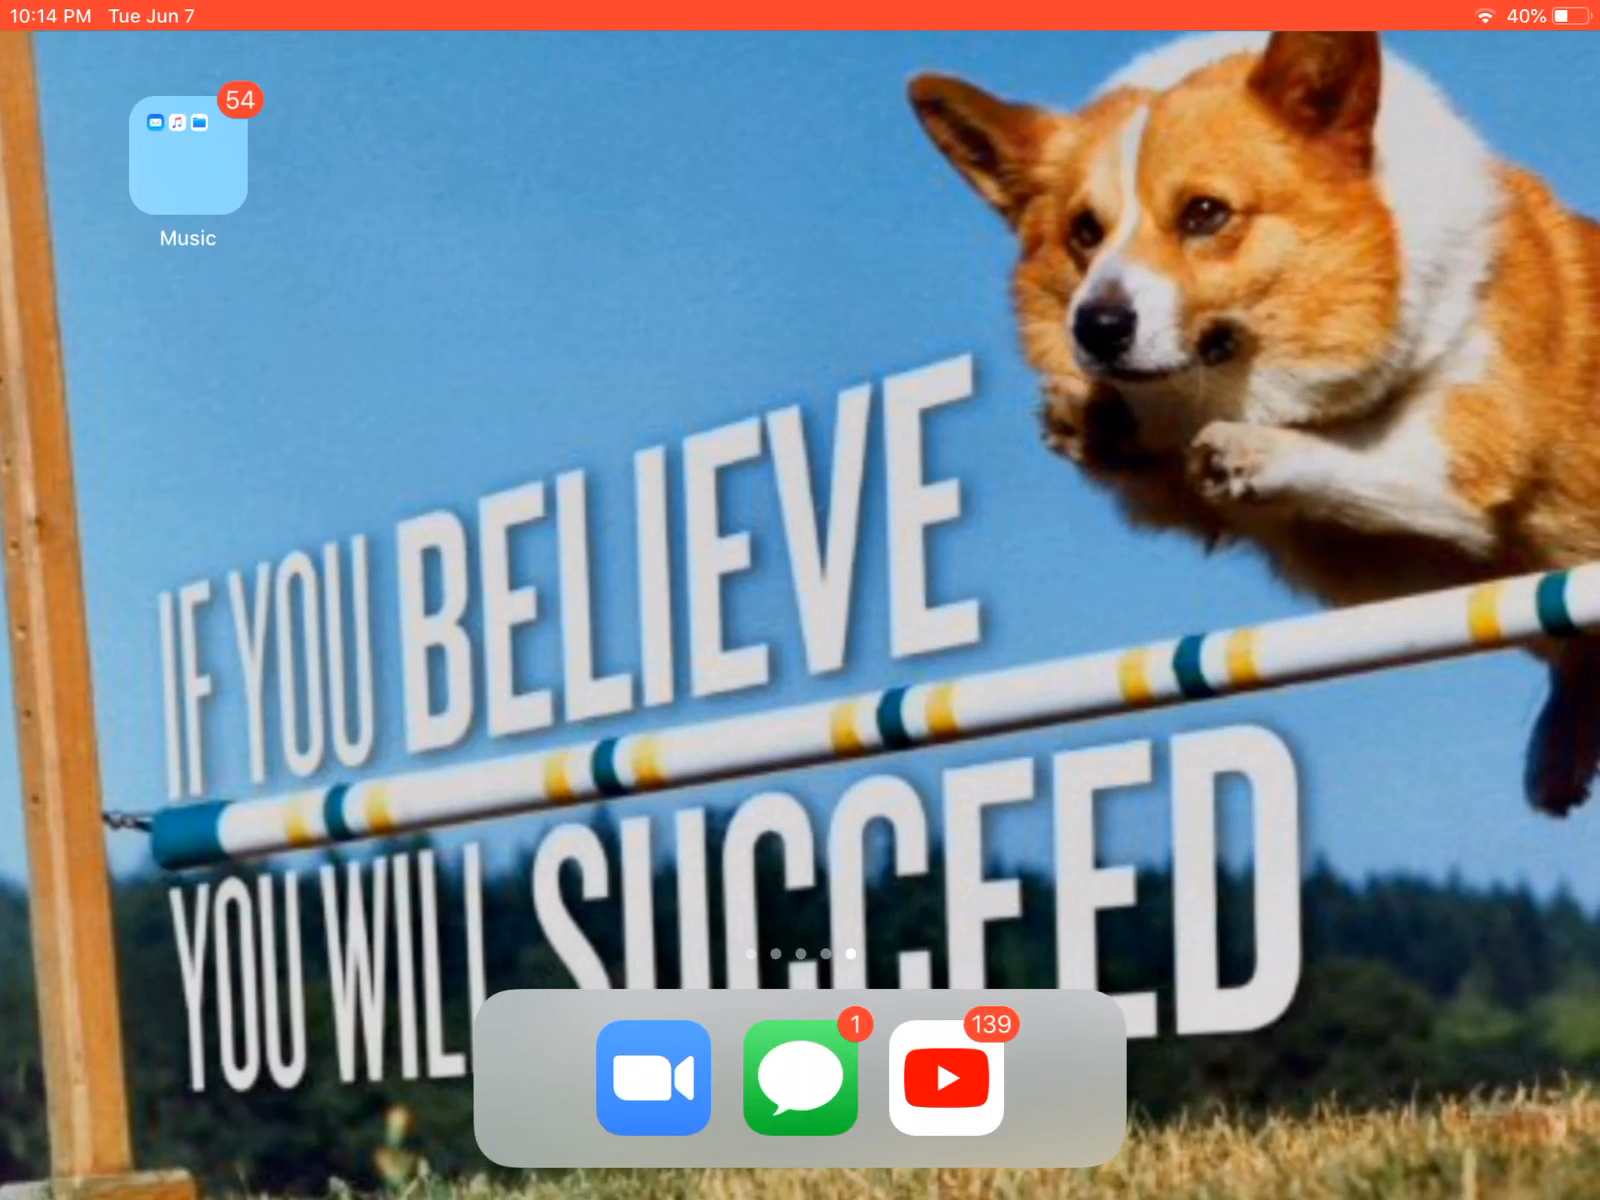 10:14 PM Tue Jun 7
40%
54
Music
IF YOU BELIEVE
YOU WILL SUCCEED
1
139